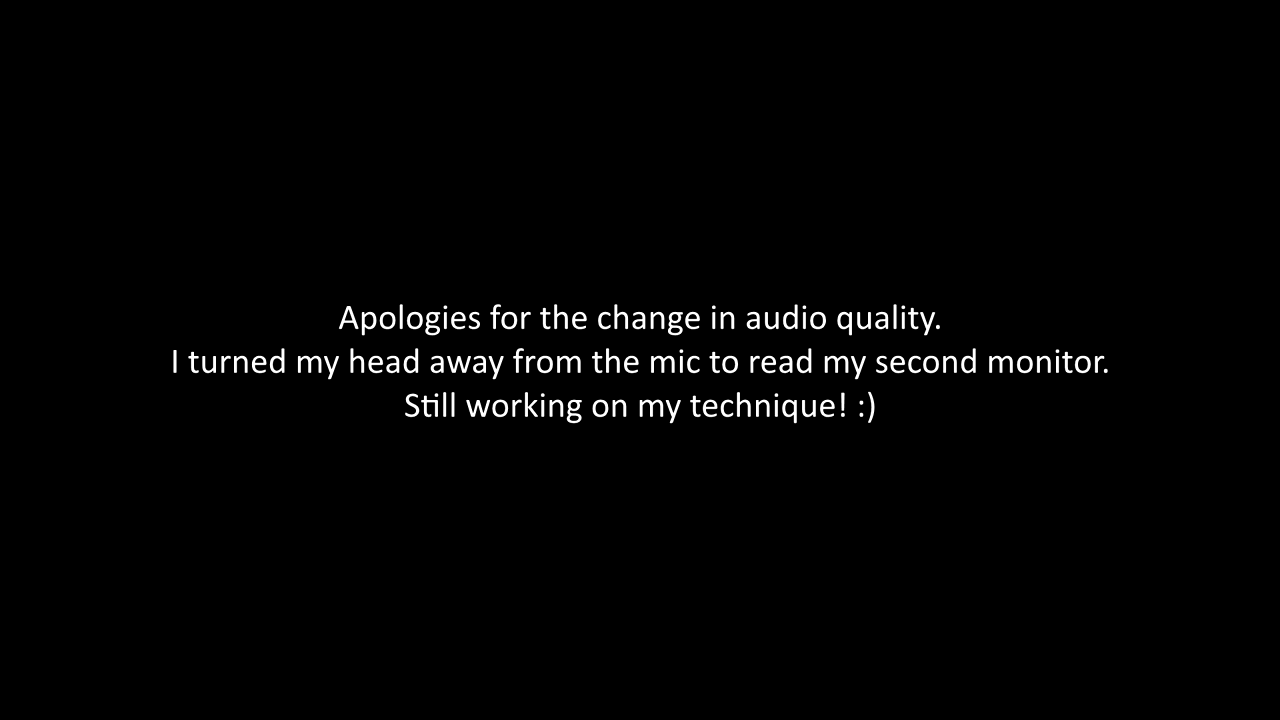 Apologies for the change in audio quality.
I turned my head away from the mic to read my second monitor.
Still working on my technique! :)